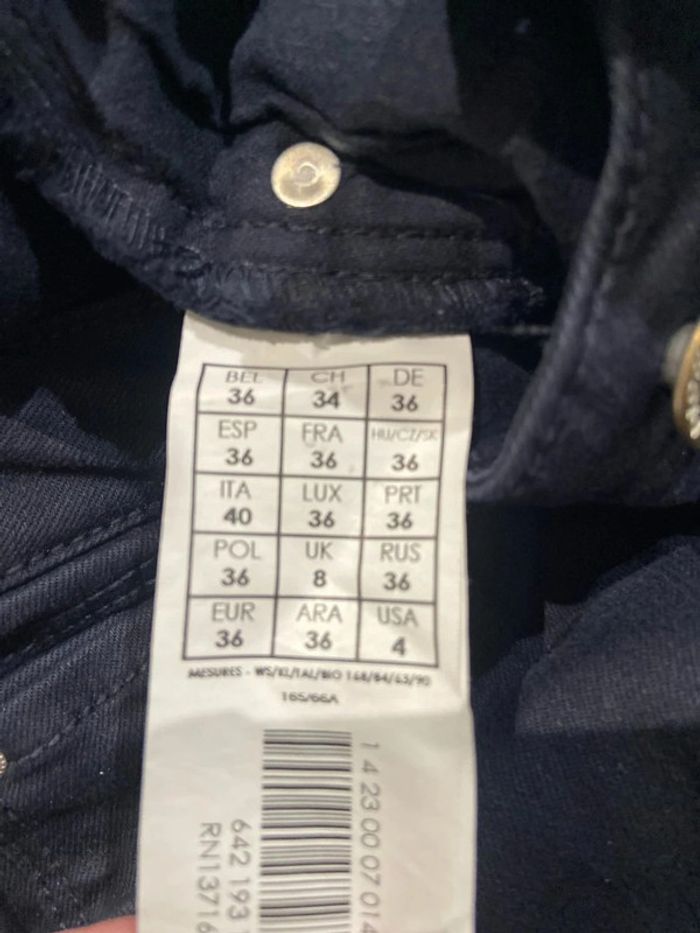 BEL CH DE
36 34 36
ESP FRA HU/CZ/SK
36 36 36
ITA LUX PRT
40 36 36
POL UK RUS
36 8 36
EUR ARA USA
36 36 4
MESURES - WS/KL/TAL/BIO 168/84/63/90
165/66A
1 4 23 00 07 014
642 193
RN13716